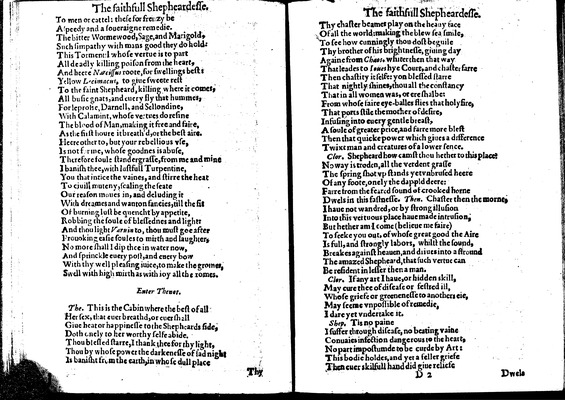 The faithfull Shepheardesse.
To men or cattell: these for frenzy be
A speedy and a soueraigne remedie.
The bitter Wormewood, Sage, and Marigold,
Such simpathy with mans good they do hold:
This Tormentil whose vertue is to part
All deadly killing poison from the heart,
And heere Narcissus roote, for swellings best:
Yellow Lecimacus, to giue sweete rest
To the faint Shepheard, killing where it comes,
All busie gnats, and euery fly that hummes,
For leprosie, Darnell, and Sellondine,
With Calamint, whose vertues do refine
The blood of Man, making it free and faire,
As the first houre it breath'd, or the best aire.
Heere other to, but your rebellious vse,
Is not for me, whose goodnes is abuse,
Therefore foule standergrasse, from me and mine
I banish thee, with lustfull Turpentine,
You that intice the vaines, and stirre the heat
To ciuill muteny, scaling the seate
Our reason moues in, and deluding it
With dreames and wanton fancies, till the fit
Of burning lust be quencht by appetite,
Robbing the soule of blessednes and light
And thou light Vervin to, thou must goe after
Prouoking easie soules to mirth and laughter,
No more shall I dip thee in water now,
And sprinckle euery post, and euery bow
With thy well pleasing iuice, to make the gromes,
Swell with high mirth as with ioy all the romes.
Enter Thenot.
The. This is the Cabin where the best of all
Her sex, that euer breathd, or euer shall
Giue heat or happinesse to the Shepheards side,
Doth onely to her worthy selfe abide.
Thou blessed starre, I thank thee for thy light,
Thou by whose power the darkenesse of sad night
Is banisht from the earth, in whose dull place
Thy
The faithfull Shepheardesse.
Thy chaster beames play on the heauy face
Of all the world: making the blew sea smile,
To see how cunningly thou dost beguile
Thy brother of his brightnesse, giuing day
Againe from Chaos, whiter then that way
That leades to Ioues hye Court, and chaster farre
Then chastity it selfe: yon blessed starre
That nightly shines, thou all the constancy
That in all women was, or ere shal bet
From whose faire eye-balles flies that holy fire,
That poets stile the mother of desire,
Infusing into euery gentle breast,
A soule of greater price, and farre more blest
Then that quicke power which giues a difference
Twixt man and creatures of a lower sence.
Clor. Shepheard how camst thou hether to this place?
No way is troden, all the verdent grasse
The spring shot vp stands yet vnbrused heere
Of any foote, onely the dappld deere:
Farre from the feard sound of crooked horne
Dwels in this fastnesse. Then. Chaster then the morne,
I haue not wandred, or by strong illusion
Into this vertuous place haue made intrusion,
But hether am I come (beleiue me faire)
To seeke you out, of whose great good the Aire
Is full, and strongly labors, whilst the sound,
Breakes against heauen, and driues into a stound
The amazed Shepheard, that such vertue can
Be resident in lesser then a man.
Clor. If any art I haue, or hidden skill,
May cure thee of disease or festred ill,
Whose griefe or greenenesse to anothers eie,
May seeme vnpossible of remedie,
I dare yet vndertake it.
Shep. Tis no paine
I suffer through disease, no beating vaine
Conuaies infection dangerous to the heart,
No part impostumde to be curde by Art:
This bodie holdes, and yet a feller griefe
Then euer skilfull hand did giue reliefe
D 2 Dwels